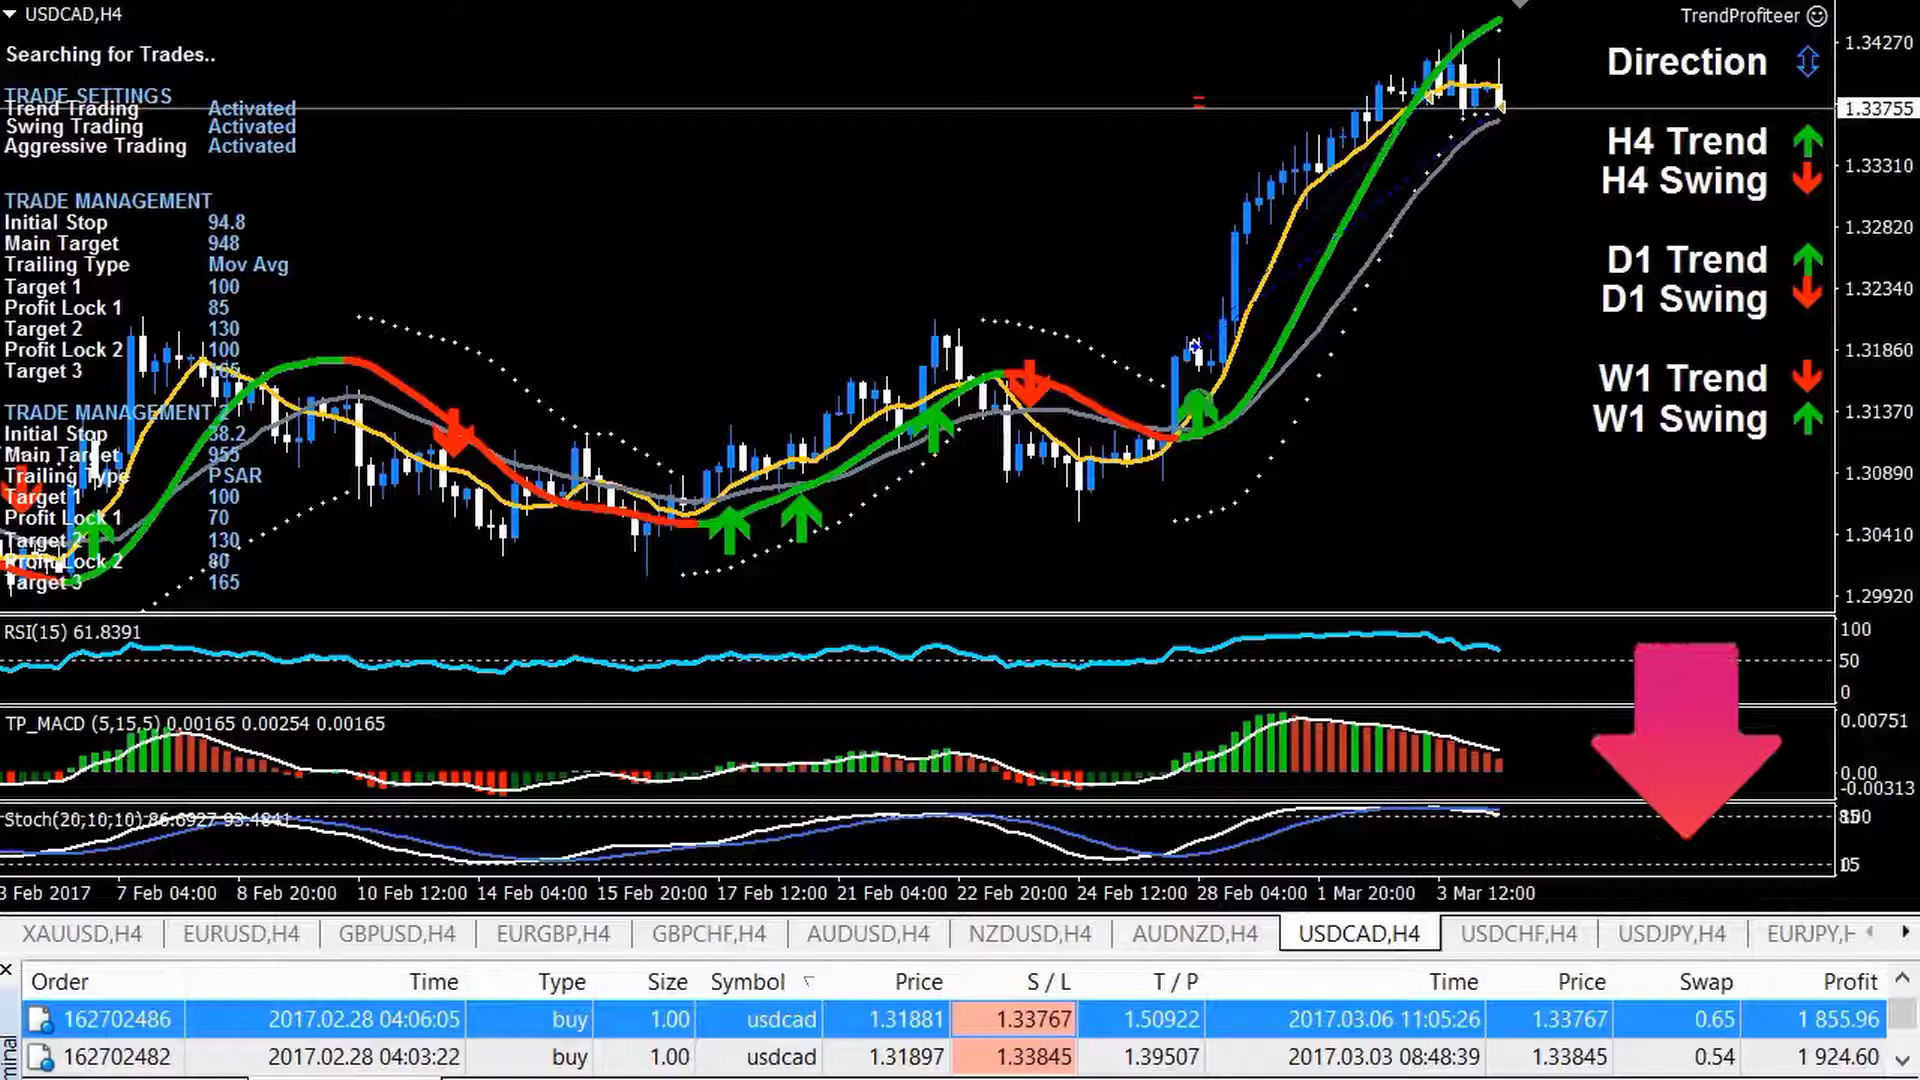 USDCAD,H4
TrendProfiteer
Searching for Trades..
TRADE SETTINGS
Trend Trading Activated
Swing Trading Activated
Aggressive Trading Activated
TRADE MANAGEMENT
Initial Stop 94.8
Main Target 948
Trailing Type Mov Avg
Target 1 100
Profit Lock 1 85
Target 2 130
Profit Lock 2 100
Target 3 165
TRADE MANAGEMENT 2
Initial Stop 38.2
Main Target 955
Trailing Type PSAR
Target 1 100
Profit Lock 1 70
Target 2 130
Profit Lock 2 80
Target 3 165
Direction
H4 Trend
H4 Swing
D1 Trend
D1 Swing
W1 Trend
W1 Swing
1.34270
1.33755
1.33310
1.32820
1.32340
1.31860
1.31370
1.30890
1.30410
1.29920
RSI(15) 61.8391
100
50
0
TP_MACD (5,15,5) 0.00165 0.00254 0.00165
0.00751
0.00
-0.00313
Stoch(20,10,10) 86.6927 93.4841
3 Feb 2017 7 Feb 04:00 8 Feb 20:00 10 Feb 12:00 14 Feb 04:00 15 Feb 20:00 17 Feb 12:00 21 Feb 04:00 22 Feb 20:00 24 Feb 12:00 28 Feb 04:00 1 Mar 20:00 3 Mar 12:00
XAUUSD,H4 EURUSD,H4 GBPUSD,H4 EURGBP,H4 GBPCHF,H4 AUDUSD,H4 NZDUSD,H4 AUDNZD,H4 USDCAD,H4 USDCHF,H4 USDJPY,H4 EURJPY,H
Order Time Type Size Symbol Price S / L T / P Time Price Swap Profit
162702486 2017.02.28 04:06:05 buy 1.00 usdcad 1.31881 1.33767 1.50922 2017.03.06 11:05:26 1.33767 0.65 1 855.96
162702482 2017.02.28 04:03:22 buy 1.00 usdcad 1.31897 1.33845 1.39507 2017.03.03 08:48:39 1.33845 0.54 1 924.60
minal